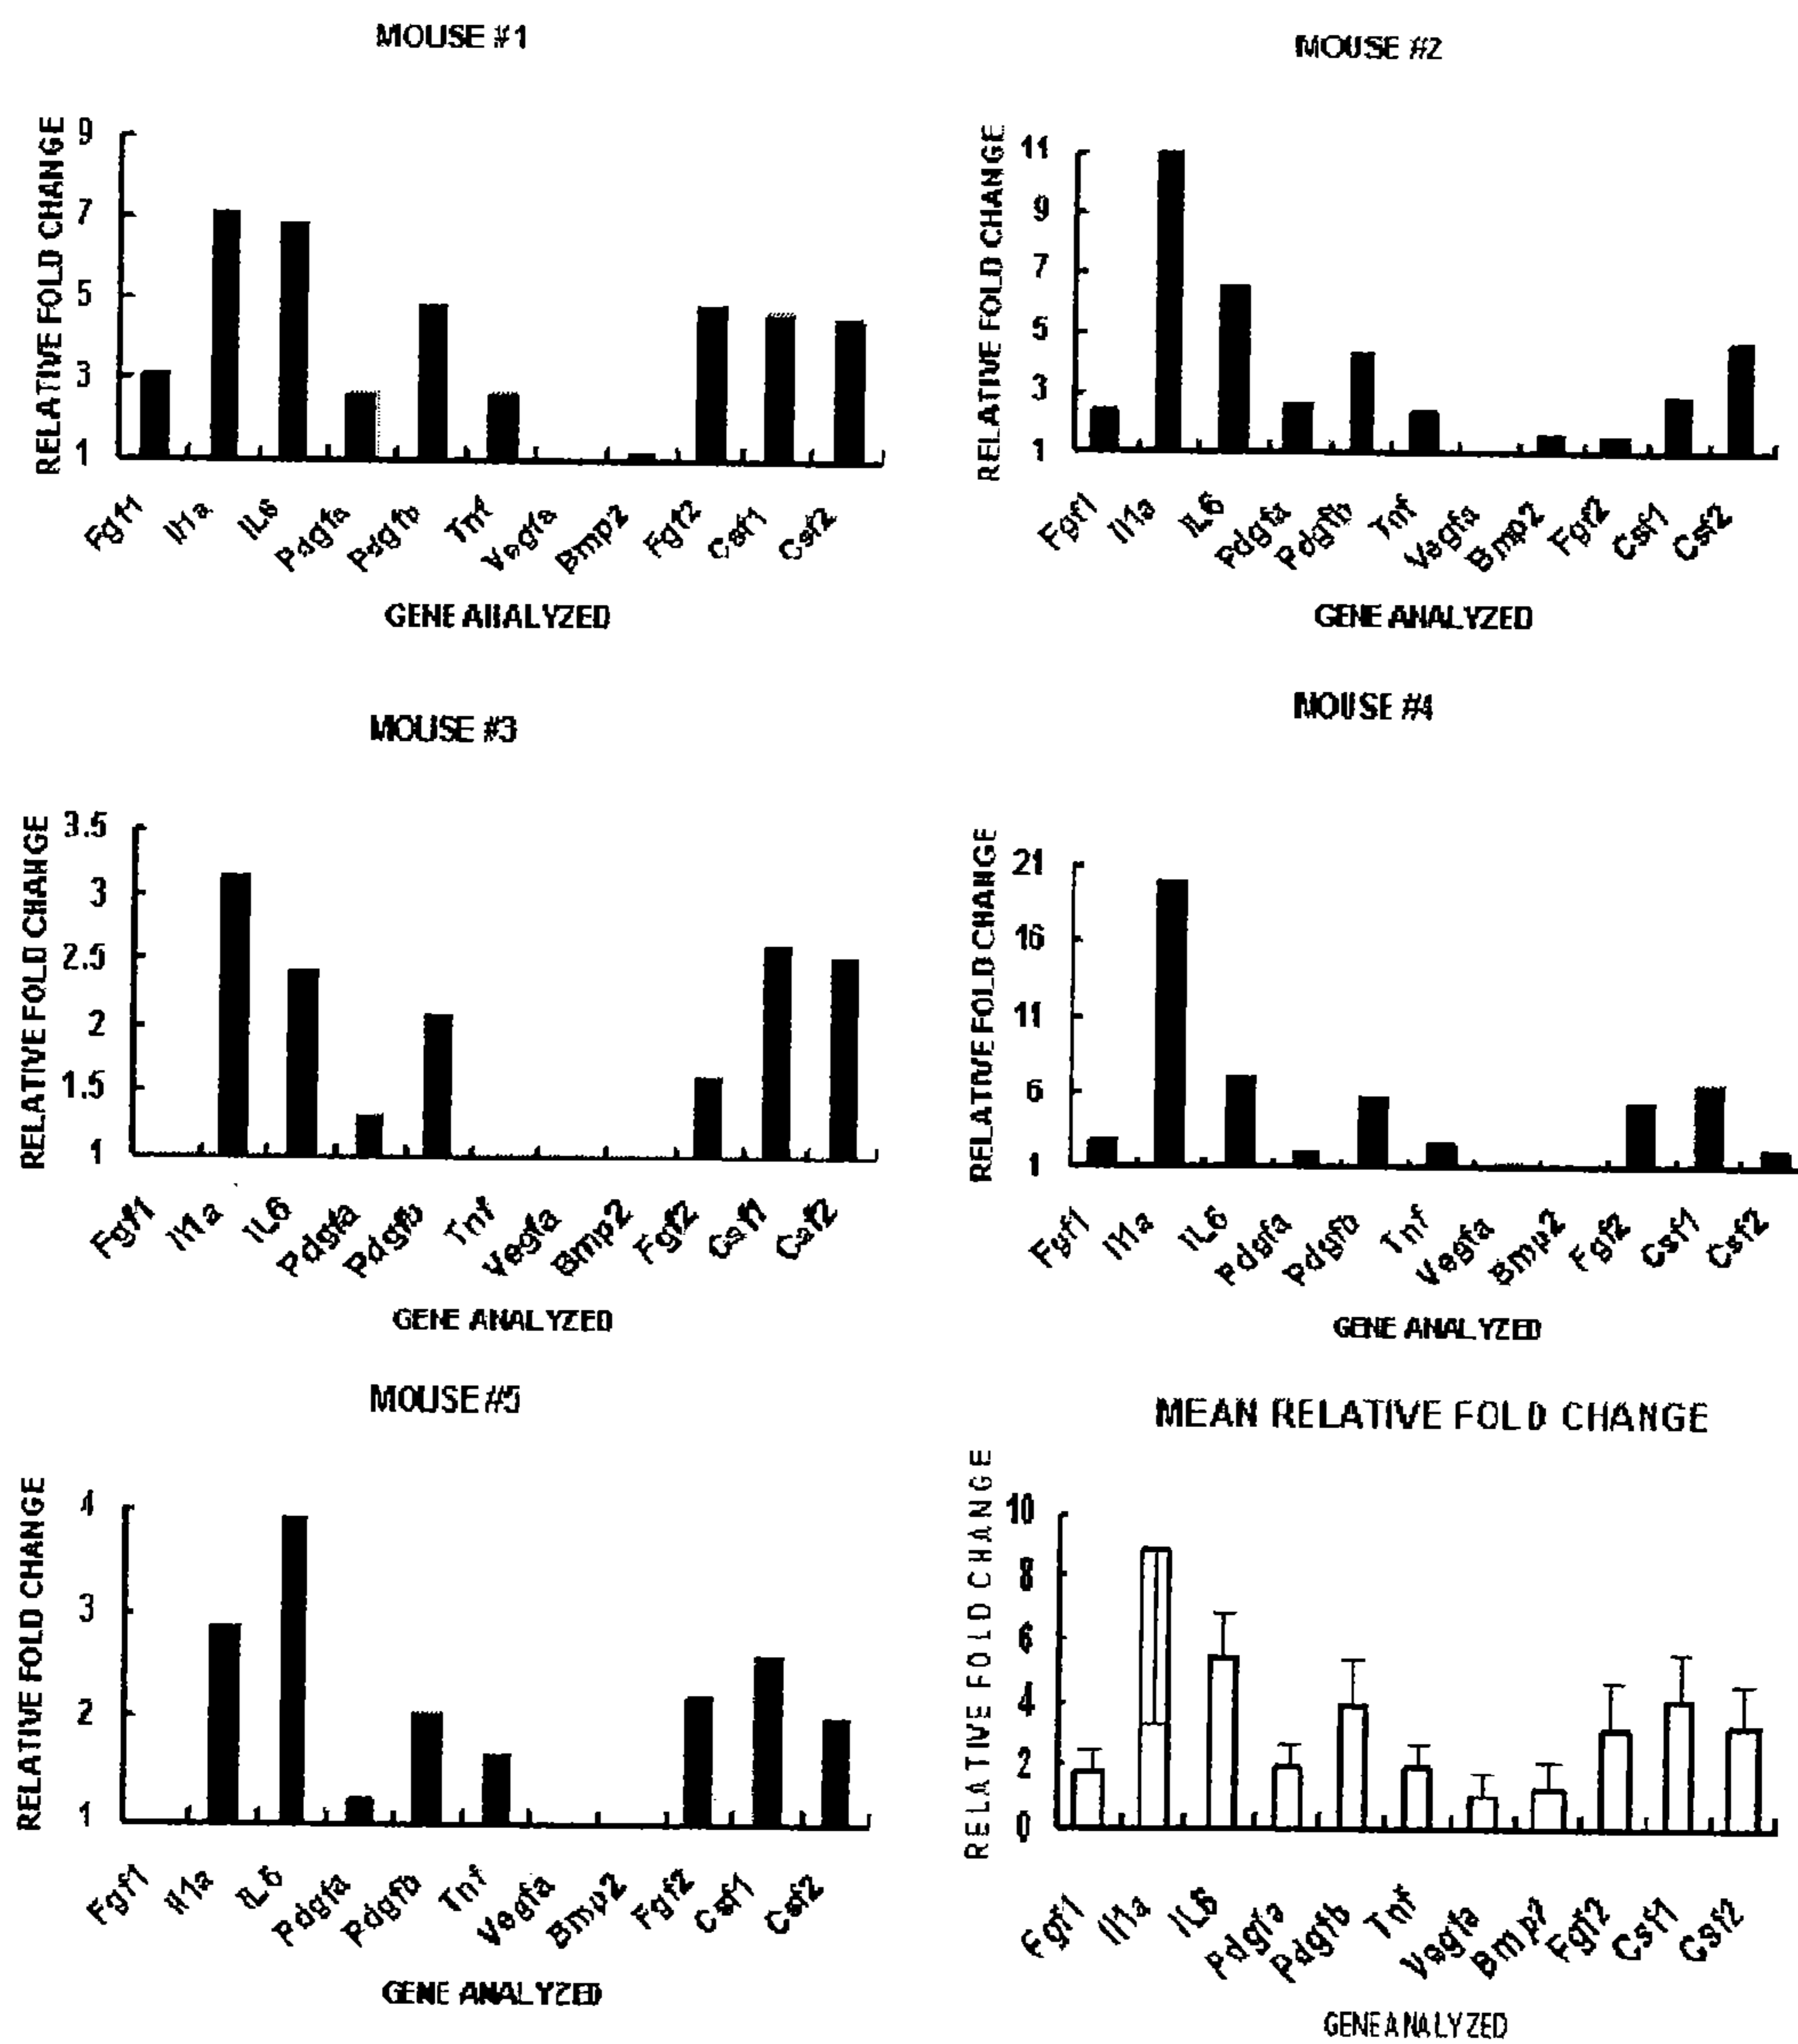 MOUSE #1
RELATIVE FOLD CHANGE
9
7
5
3
1
Fgf1 Il1a IL6 Pdgfa Pdgfb Tnf Vegfa Bmp2 Fgf2 Csf1 Csf2
GENE ANALYZED
MOUSE #2
RELATIVE FOLD CHANGE
11
9
7
5
3
1
Fgf1 Il1a IL6 Pdgfa Pdgfb Tnf Vegfa Bmp2 Fgf2 Csf1 Csf2
GENE ANALYZED
MOUSE #3
RELATIVE FOLD CHANGE
3.5
3
2.5
2
1.5
1
Fgf1 Il1a IL6 Pdgfa Pdgfb Tnf Vegfa Bmp2 Fgf2 Csf1 Csf2
GENE ANALYZED
MOUSE #4
RELATIVE FOLD CHANGE
21
16
11
6
1
Fgf1 Il1a IL6 Pdgfa Pdgfb Tnf Vegfa Bmp2 Fgf2 Csf1 Csf2
GENE ANALYZED
MOUSE #5
RELATIVE FOLD CHANGE
4
3
2
1
Fgf1 Il1a IL6 Pdgfa Pdgfb Tnf Vegfa Bmp2 Fgf2 Csf1 Csf2
GENE ANALYZED
MEAN RELATIVE FOLD CHANGE
RELATIVE FOLD CHANGE
10
8
6
4
2
0
Fgf1 Il1a IL6 Pdgfa Pdgfb Tnf Vegfa Bmp2 Fgf2 Csf1 Csf2
GENE ANALYZED